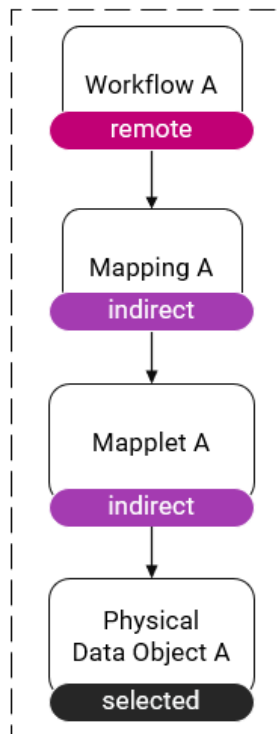 Workflow A
remote
Mapping A
indirect
Mapplet A
indirect
Physical
Data Object A
selected